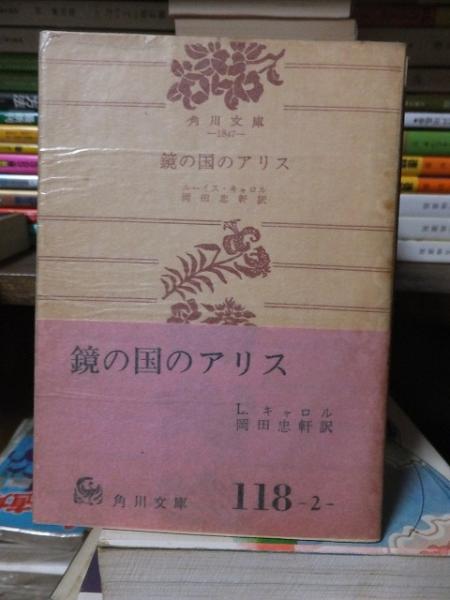 角川文庫
—1847—
鏡の国のアリス
ルーイス・キャロル
岡田忠軒訳
鏡の国のアリス
L. キャロル
岡田忠軒訳
角川文庫 118-2-